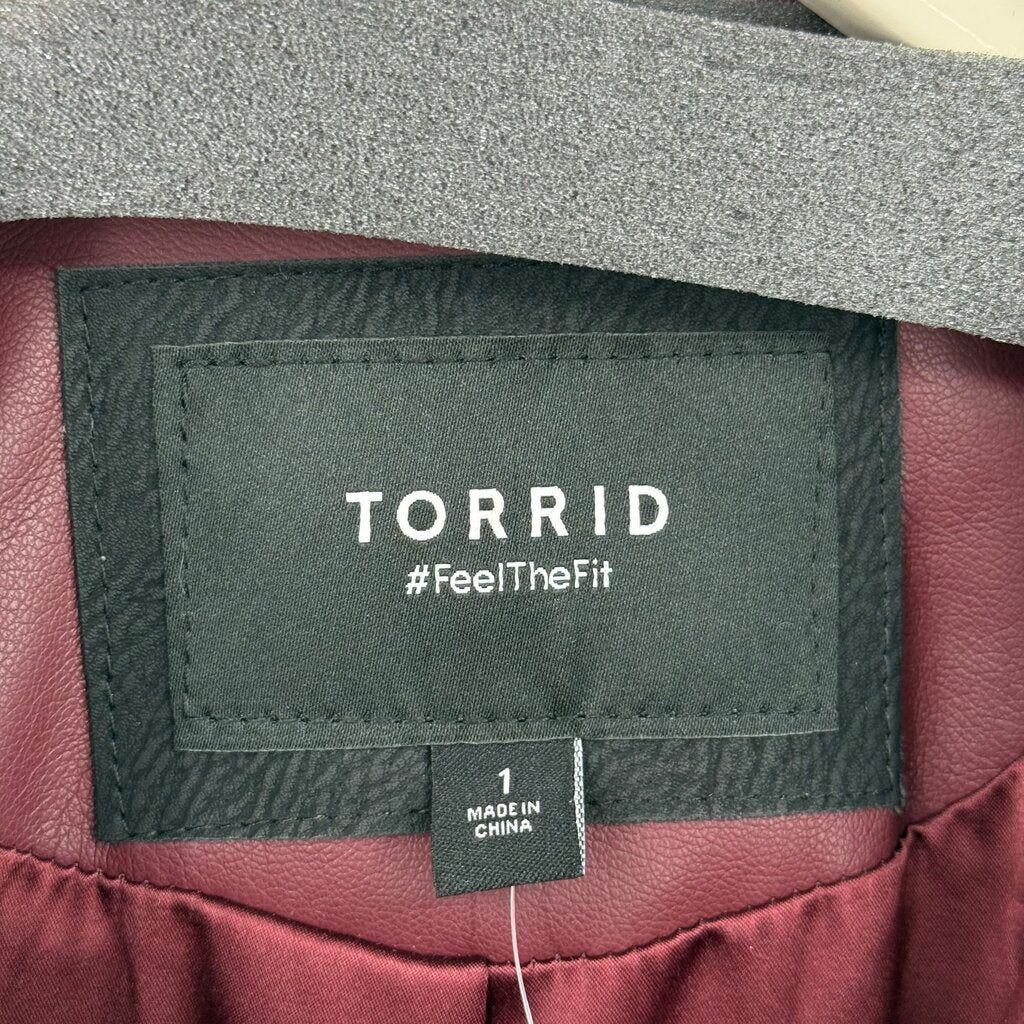 TORRID
#FeelTheFit
1
MADE IN
CHINA